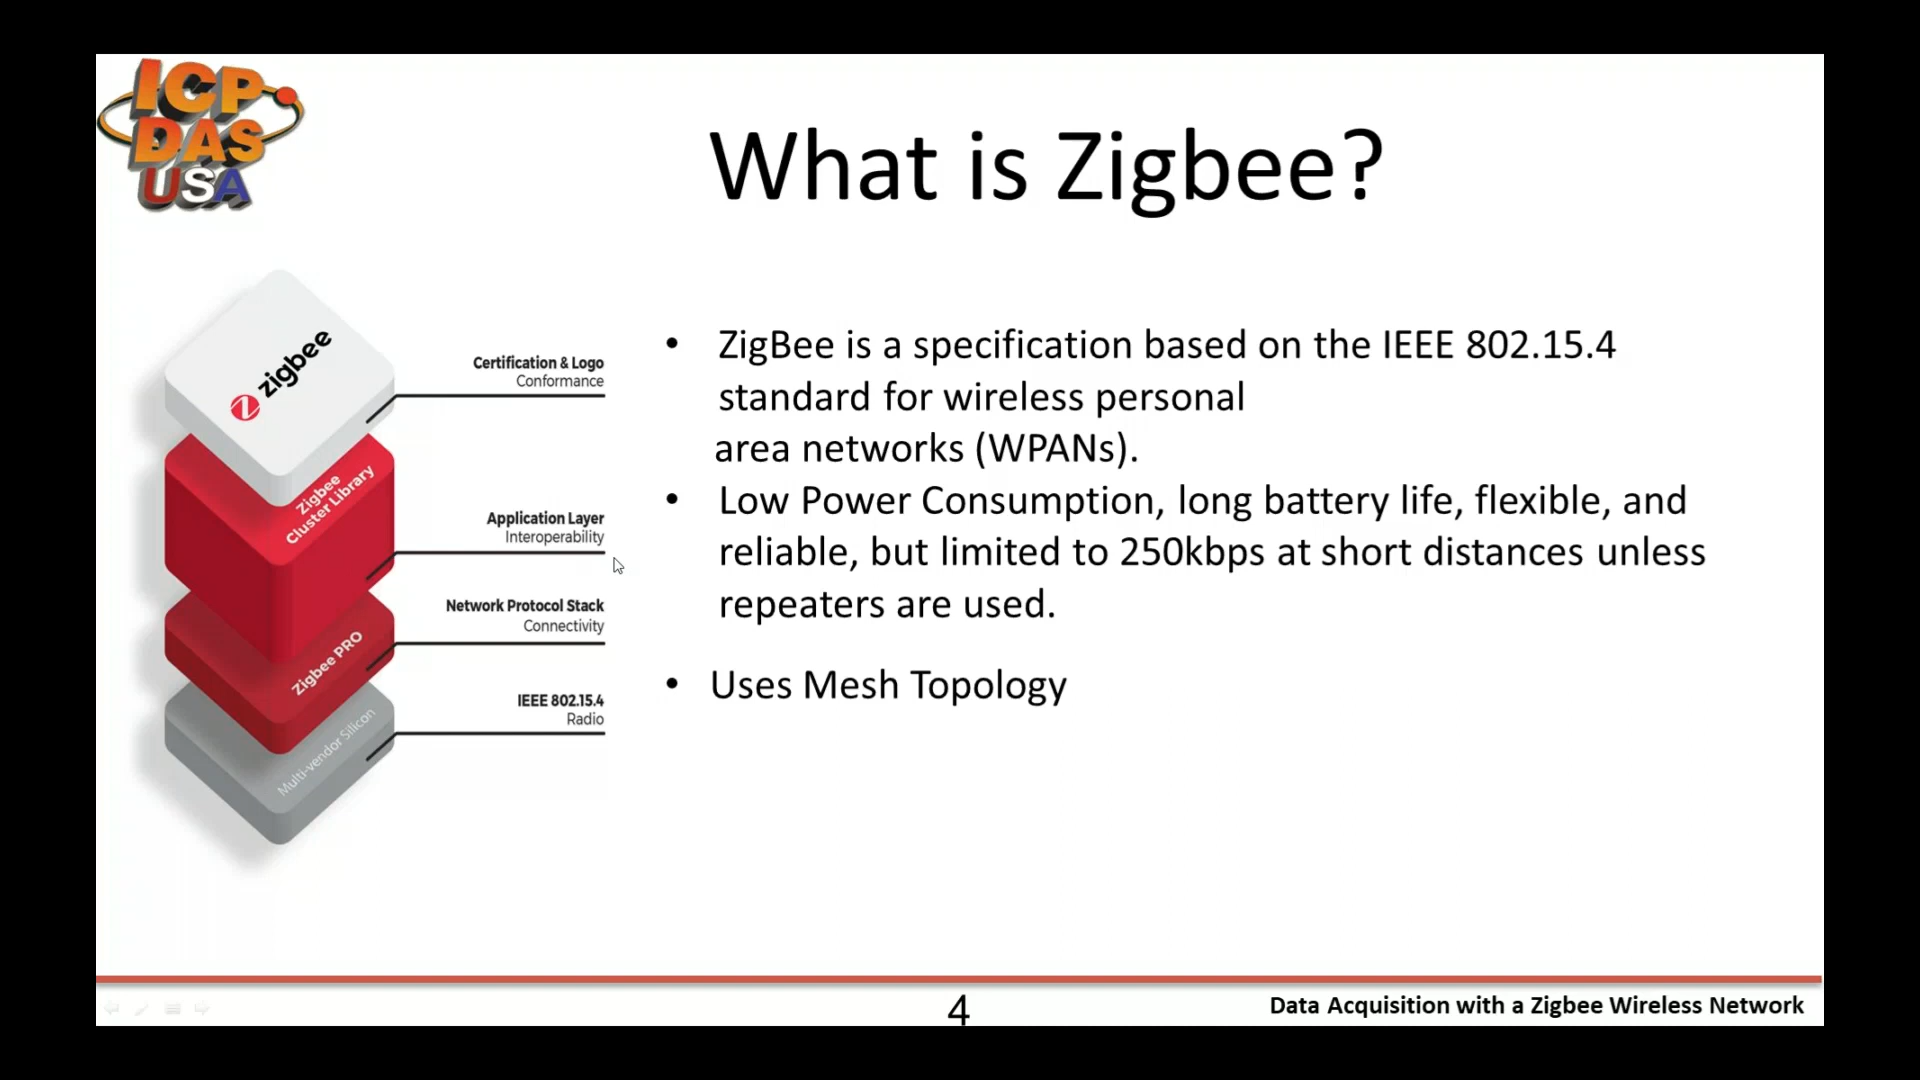 ICP
DAS
USA
What is Zigbee?
zigbee
Certification & Logo
Conformance
Zigbee
Cluster Library
Application Layer
Interoperability
Zigbee PRO
Network Protocol Stack
Connectivity
Multi-vendor Silicon
IEEE 802.15.4
Radio
• ZigBee is a specification based on the IEEE 802.15.4
standard for wireless personal
area networks (WPANs).
• Low Power Consumption, long battery life, flexible, and
reliable, but limited to 250kbps at short distances unless
repeaters are used.
• Uses Mesh Topology
4
Data Acquisition with a Zigbee Wireless Network